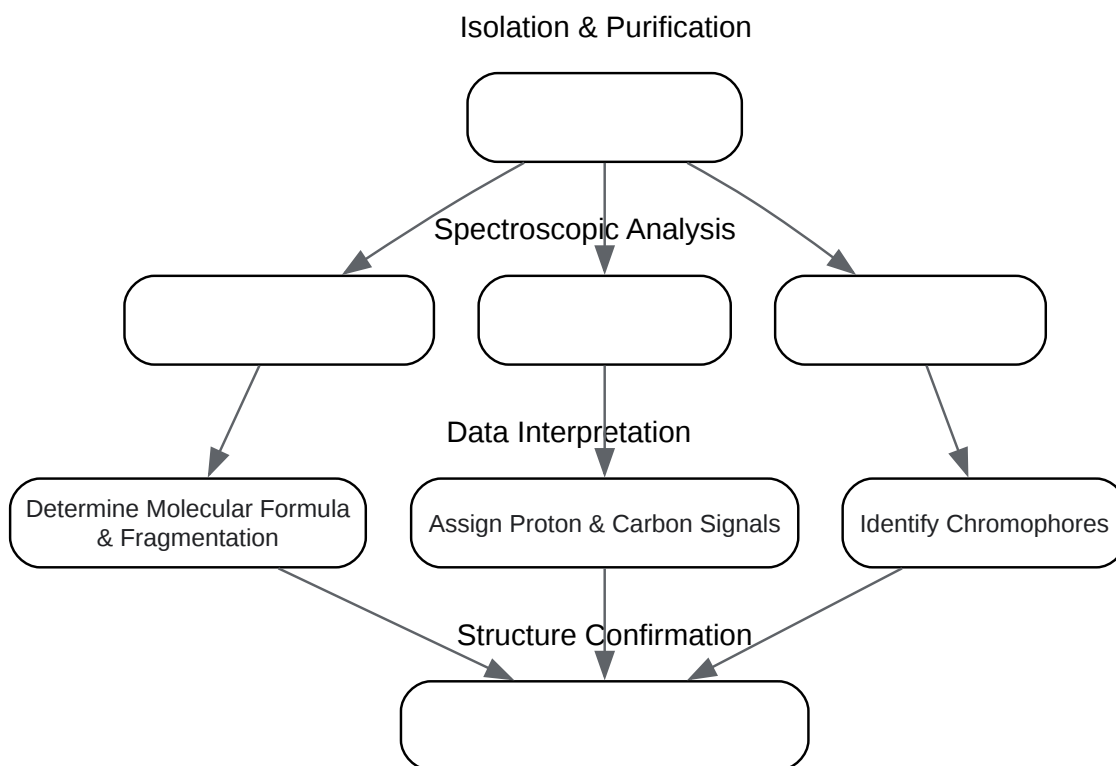 Isolation & Purification
Spectroscopic Analysis
Data Interpretation
Determine Molecular Formula
& Fragmentation
Assign Proton & Carbon Signals
Identify Chromophores
Structure Confirmation